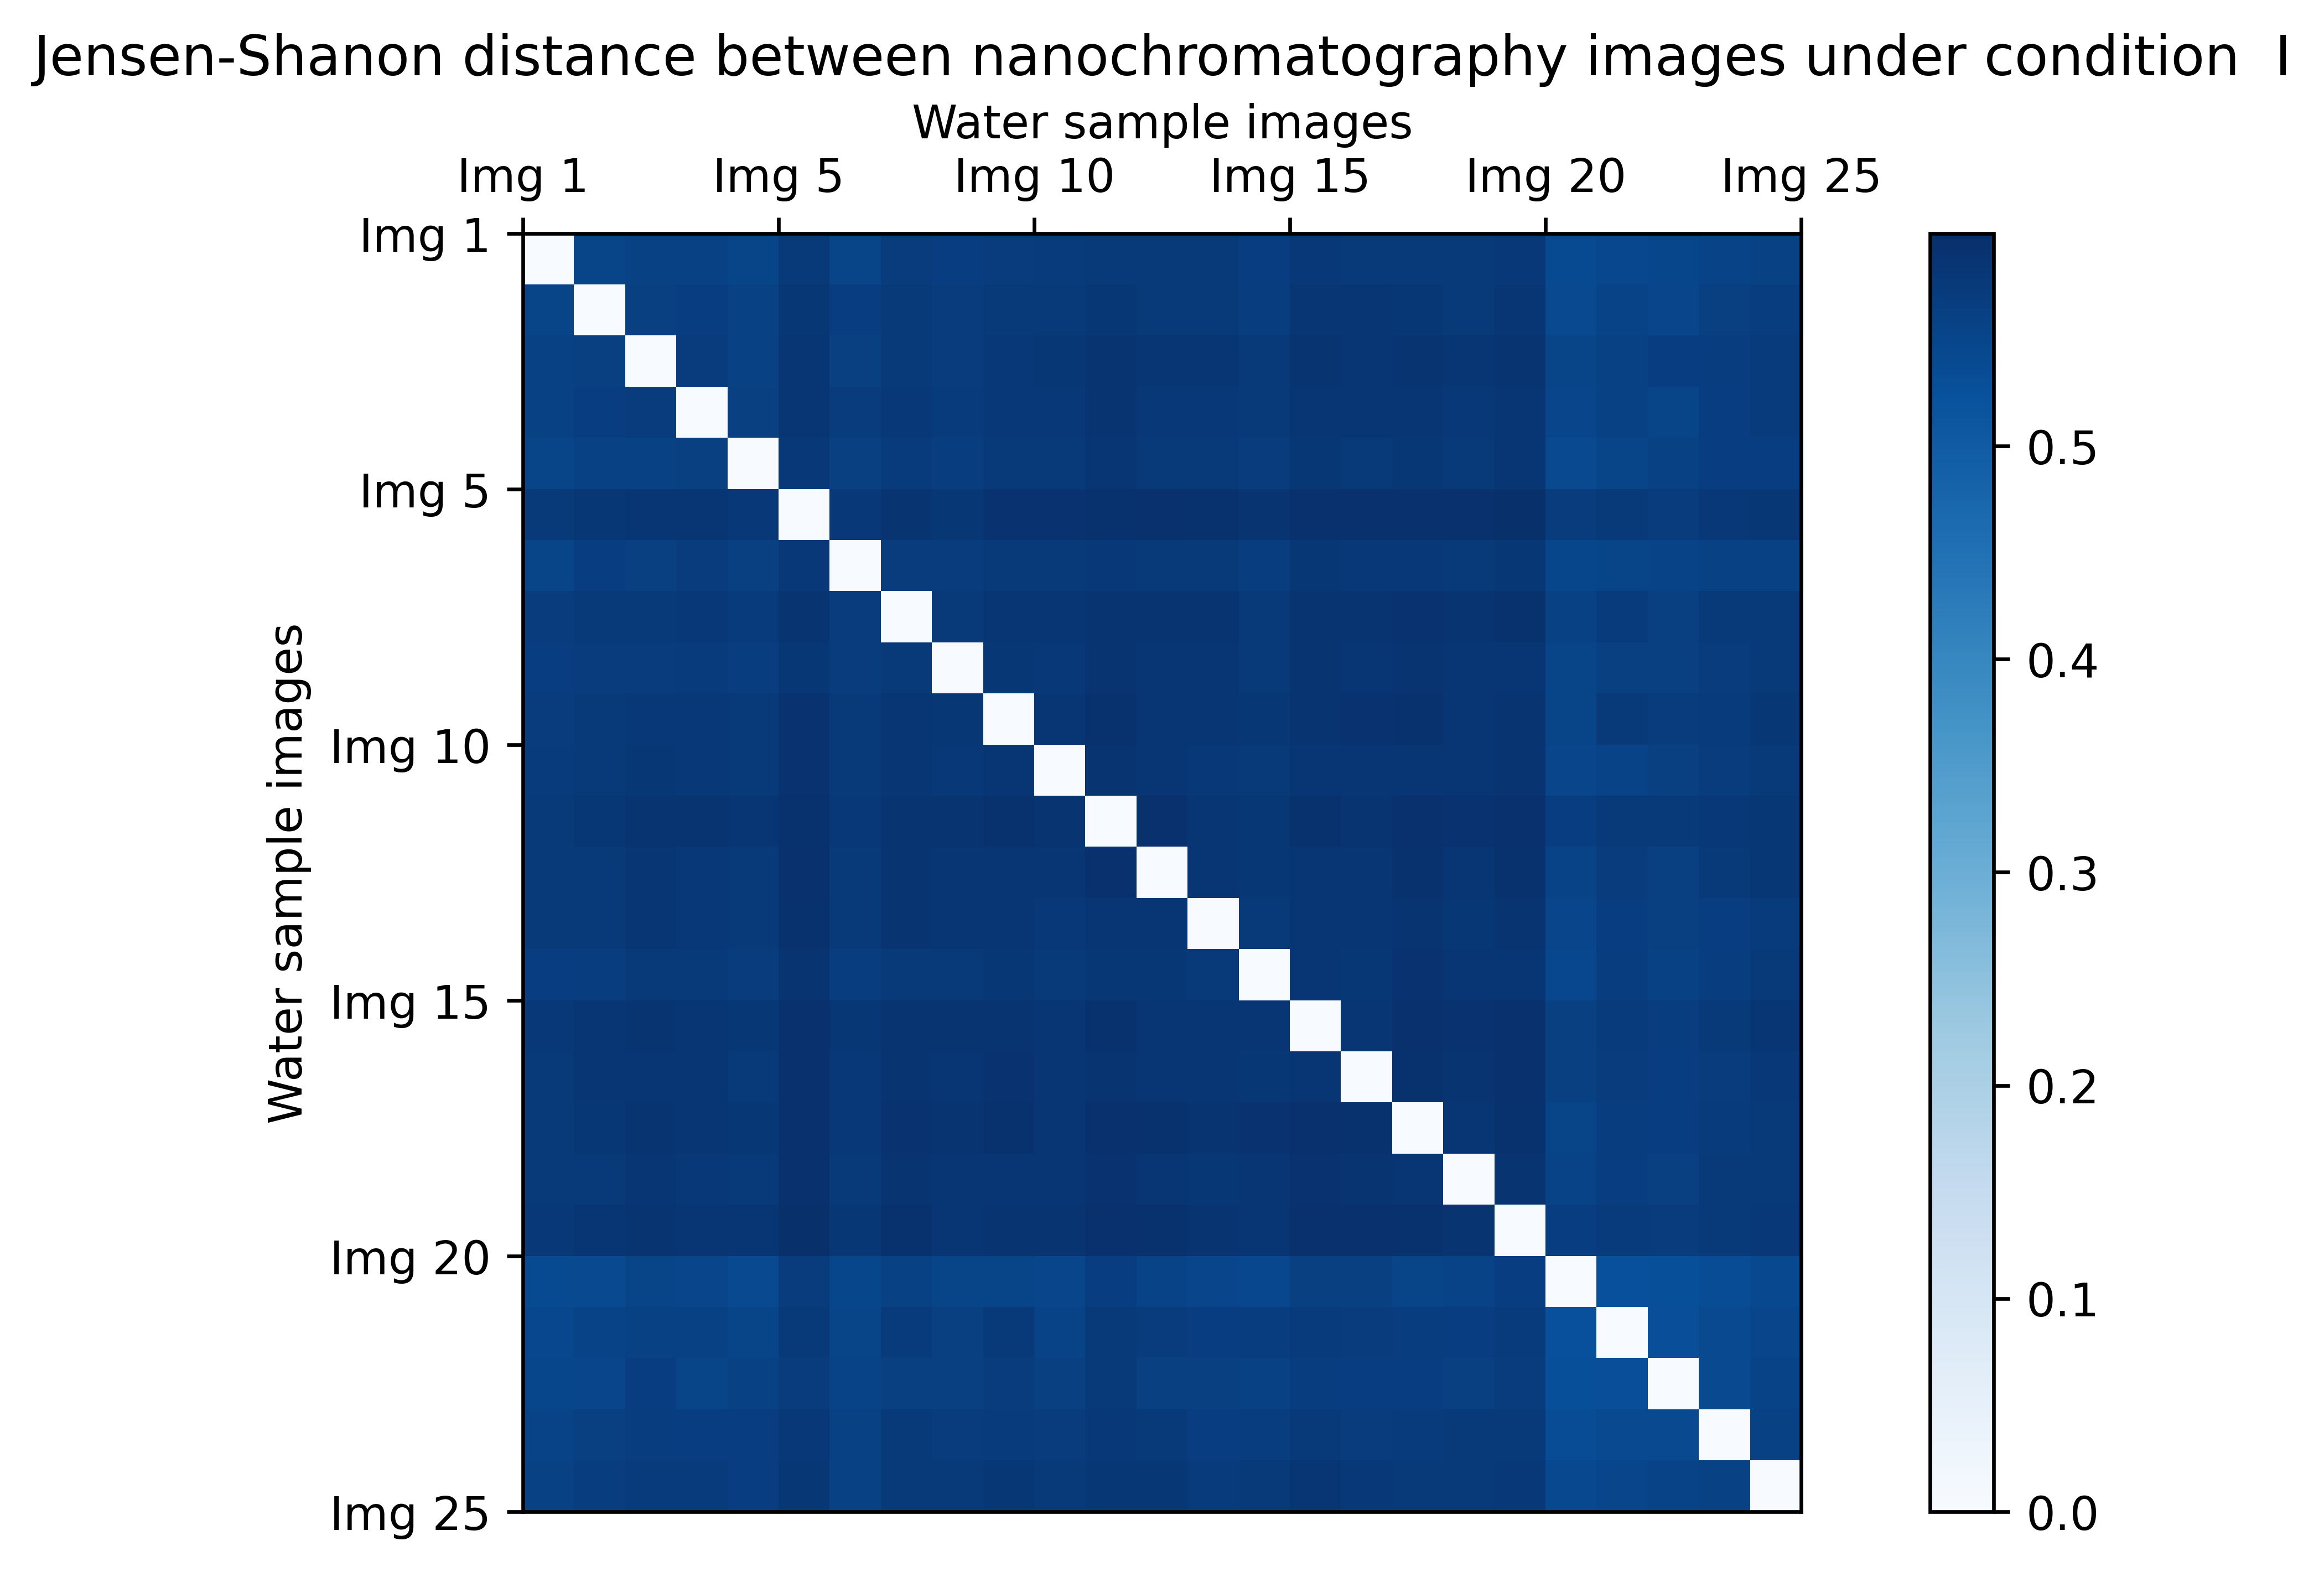 Jensen-Shanon distance between nanochromatography images under condition  I
Water sample images
Img 1 Img 5 Img 10 Img 15 Img 20 Img 25
Img 1
Img 5
Img 10
Img 15
Img 20
Img 25
Water sample images
0.5
0.4
0.3
0.2
0.1
0.0